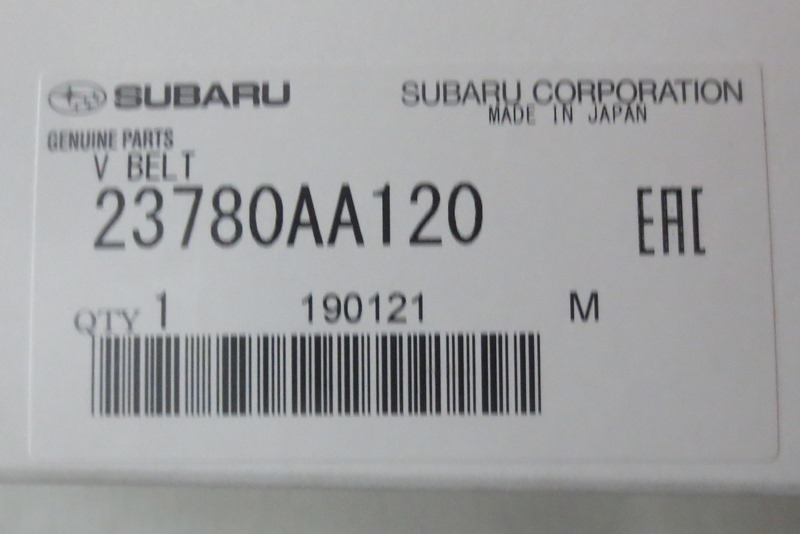 SUBARU
SUBARU CORPORATION
MADE IN JAPAN
GENUINE PARTS
V BELT
23780AA120
EAC
QTY 1 190121 M